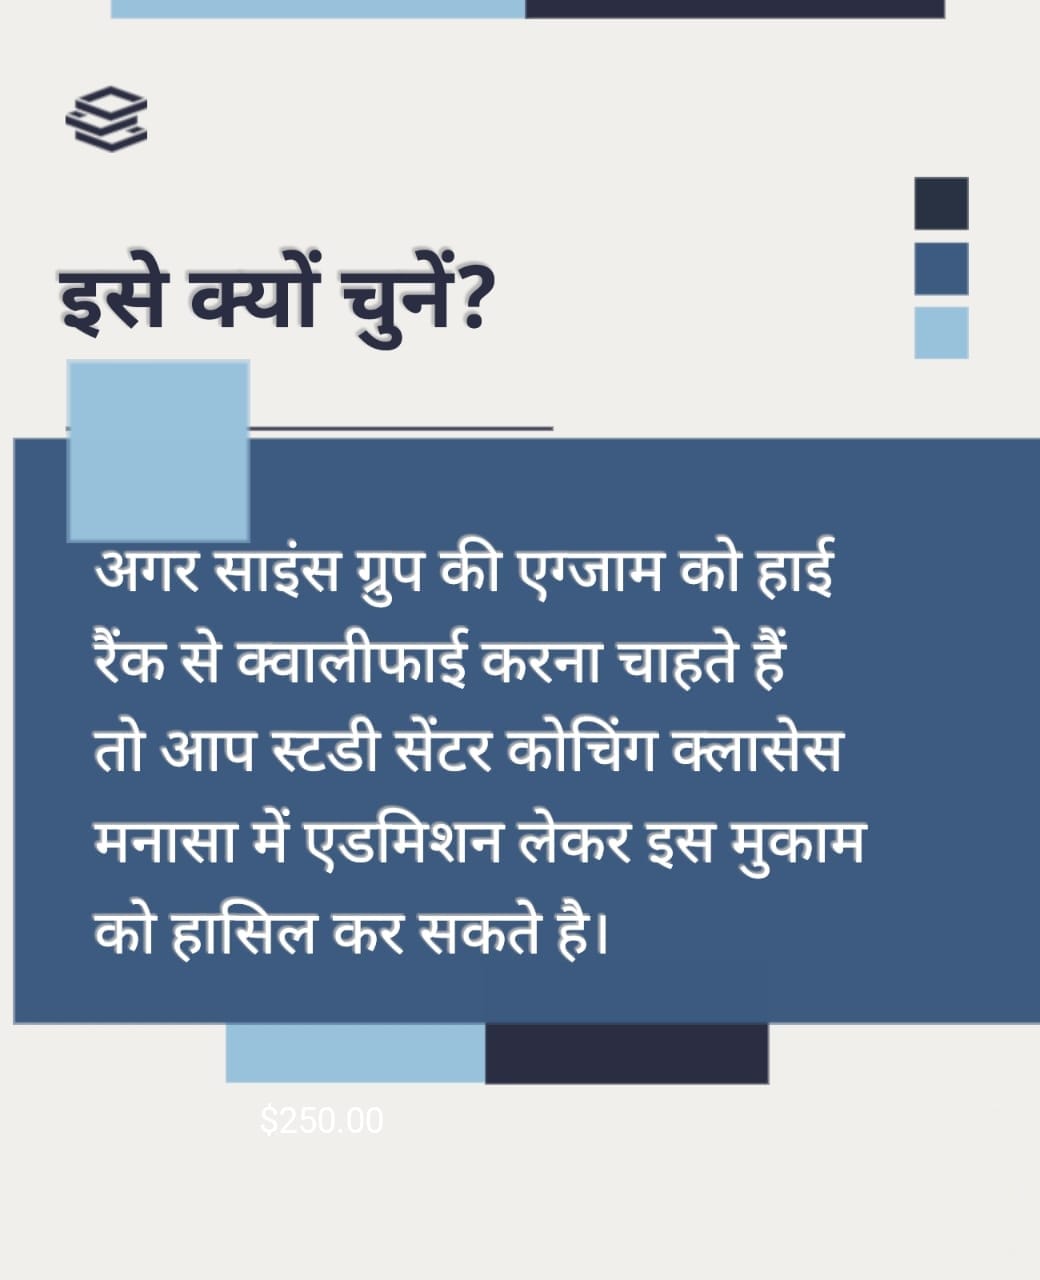 इसे क्यों चुनें?
अगर साइंस ग्रुप की एग्जाम को हाई
रैंक से क्वालीफाई करना चाहते हैं
तो आप स्टडी सेंटर कोचिंग क्लासेस
मनासा में एडमिशन लेकर इस मुकाम
को हासिल कर सकते है।
$250.00